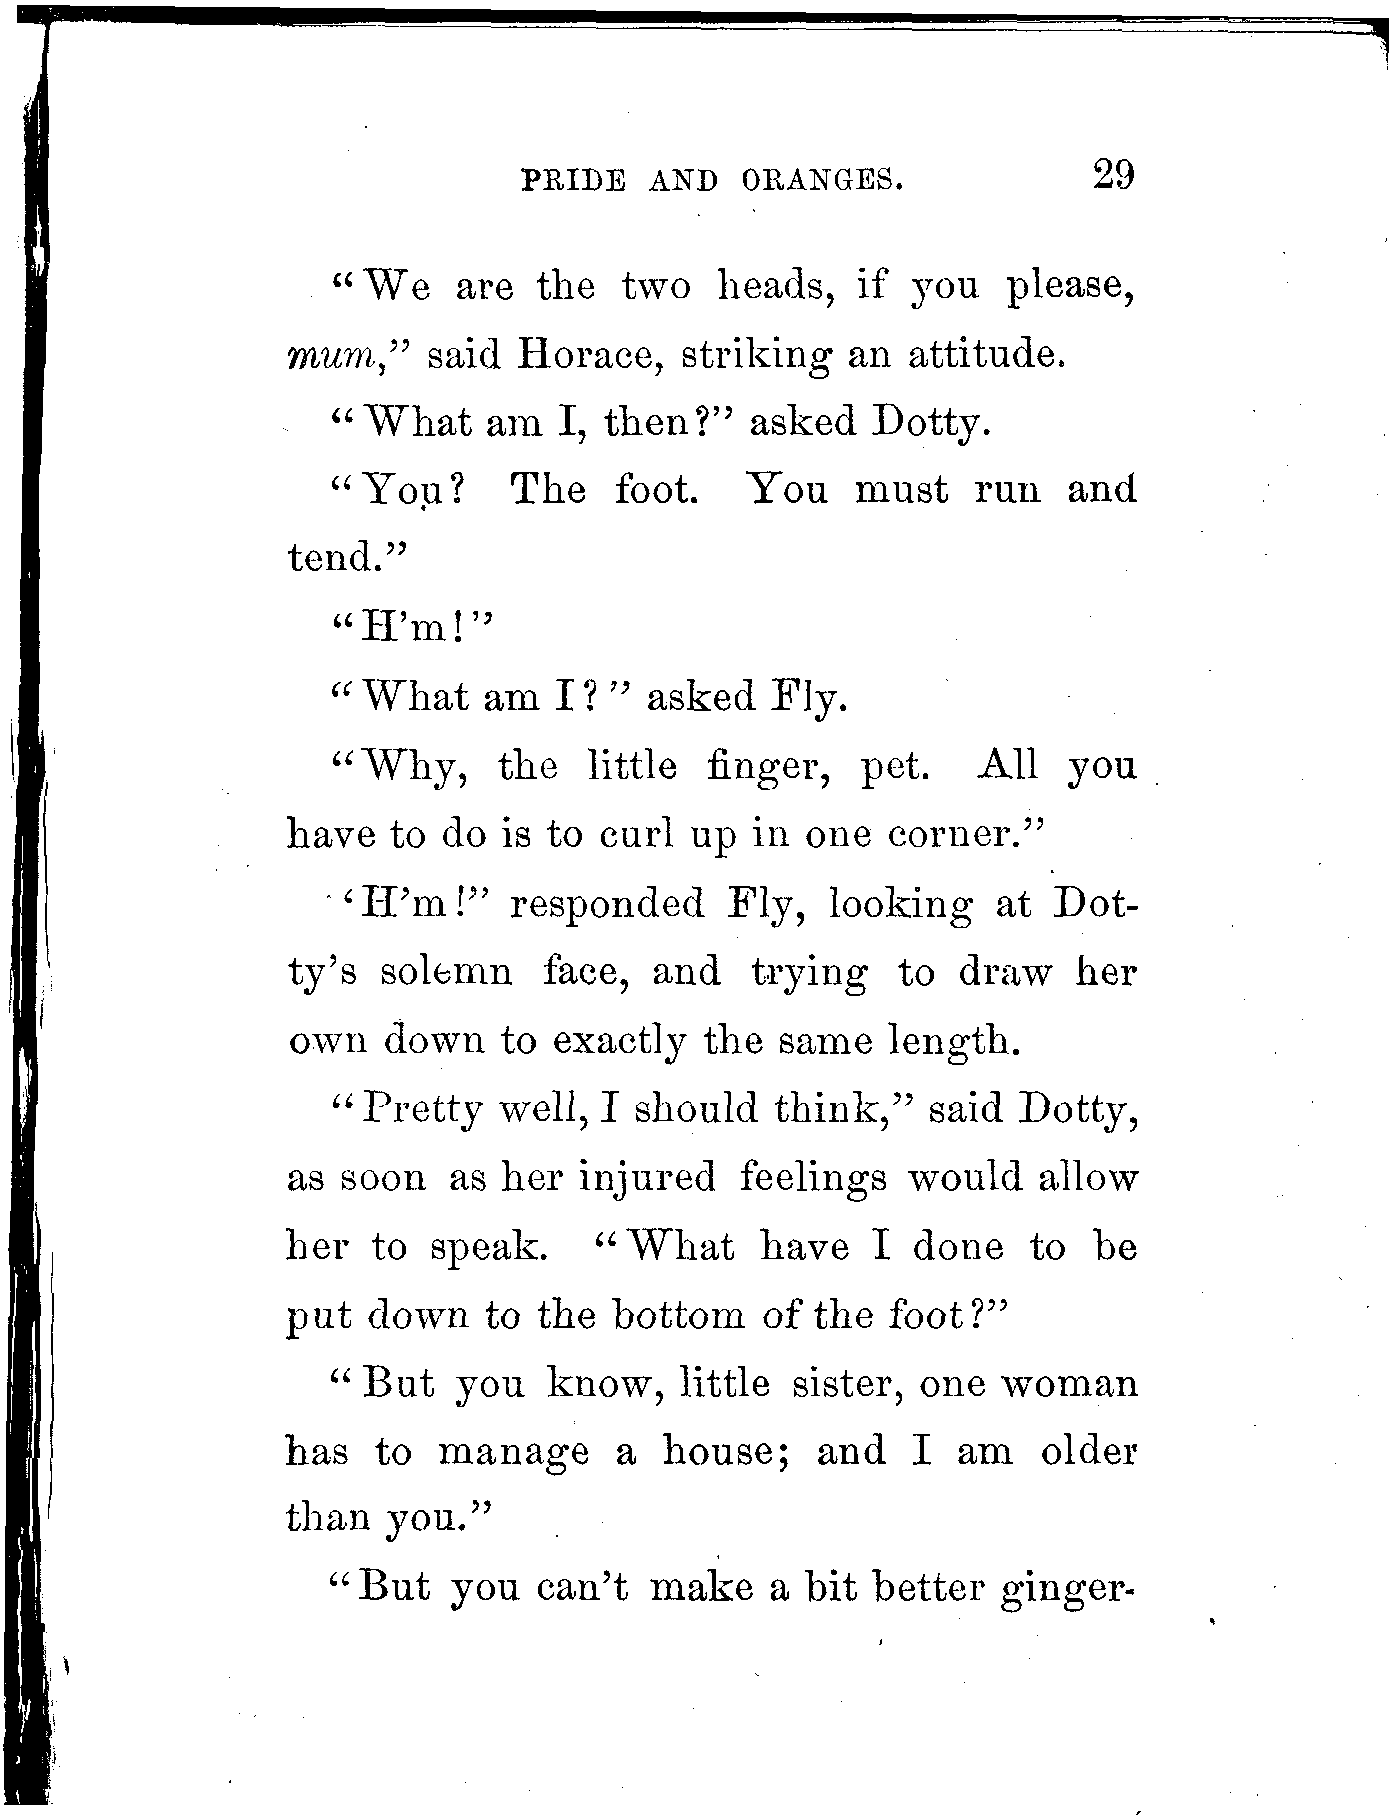 PRIDE AND ORANGES. 29
“We are the two heads, if you please,
mum,” said Horace, striking an attitude.
“What am I, then?” asked Dotty.
“You? The foot. You must run and
tend.”
“H’m!”
“What am I?” asked Fly.
“Why, the little finger, pet. All you
have to do is to curl up in one corner.”
‘H’m!” responded Fly, looking at Dot-
ty’s solemn face, and trying to draw her
own down to exactly the same length.
“Pretty well, I should think,” said Dotty,
as soon as her injured feelings would allow
her to speak. “What have I done to be
put down to the bottom of the foot?”
“But you know, little sister, one woman
has to manage a house; and I am older
than you.”
“But you can’t make a bit better ginger-